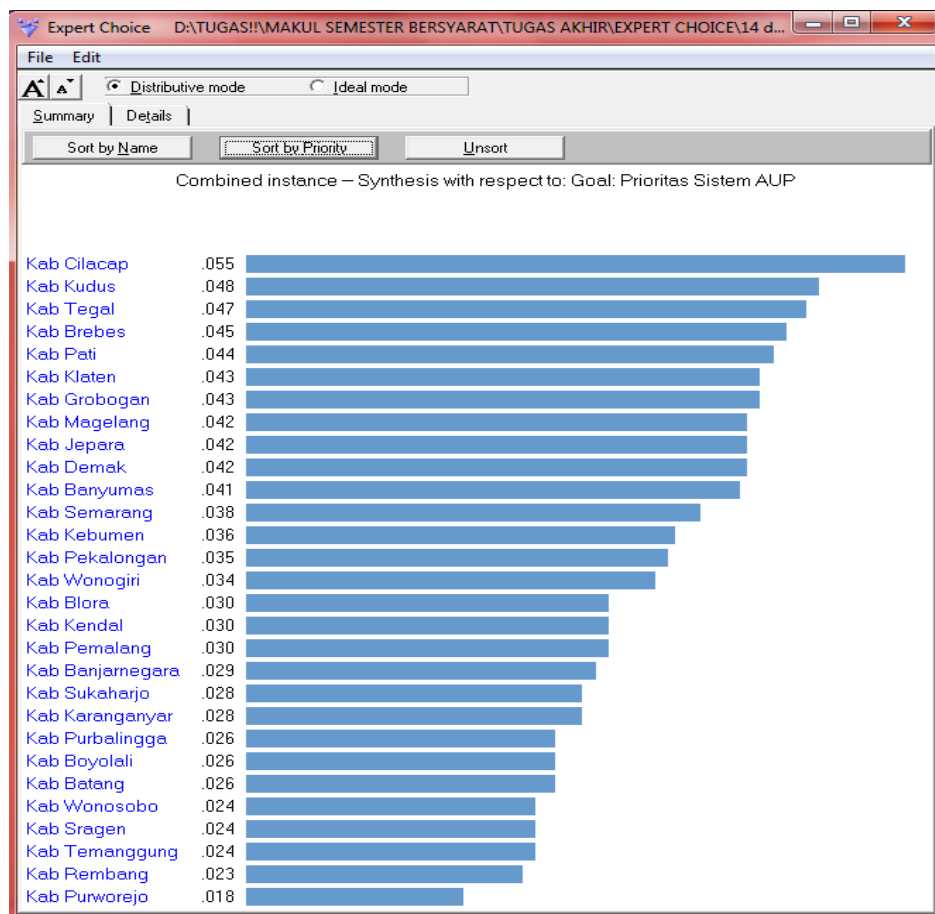 Expert Choice D:\TUGAS!!\MAKUL SEMESTER BERSYARAT\TUGAS AKHIR\EXPERT CHOICE\14 d...
File Edit
A A Distributive mode Ideal mode
Summary Details
Sort by Name Sort by Priority Unsort
Combined instance – Synthesis with respect to: Goal: Prioritas Sistem AUP
Kab Cilacap .055
Kab Kudus .048
Kab Tegal .047
Kab Brebes .045
Kab Pati .044
Kab Klaten .043
Kab Grobogan .043
Kab Magelang .042
Kab Jepara .042
Kab Demak .042
Kab Banyumas .041
Kab Semarang .038
Kab Kebumen .036
Kab Pekalongan .035
Kab Wonogiri .034
Kab Blora .030
Kab Kendal .030
Kab Pemalang .030
Kab Banjarnegara .029
Kab Sukaharjo .028
Kab Karanganyar .028
Kab Purbalingga .026
Kab Boyolali .026
Kab Batang .026
Kab Wonosobo .024
Kab Sragen .024
Kab Temanggung .024
Kab Rembang .023
Kab Purworejo .018